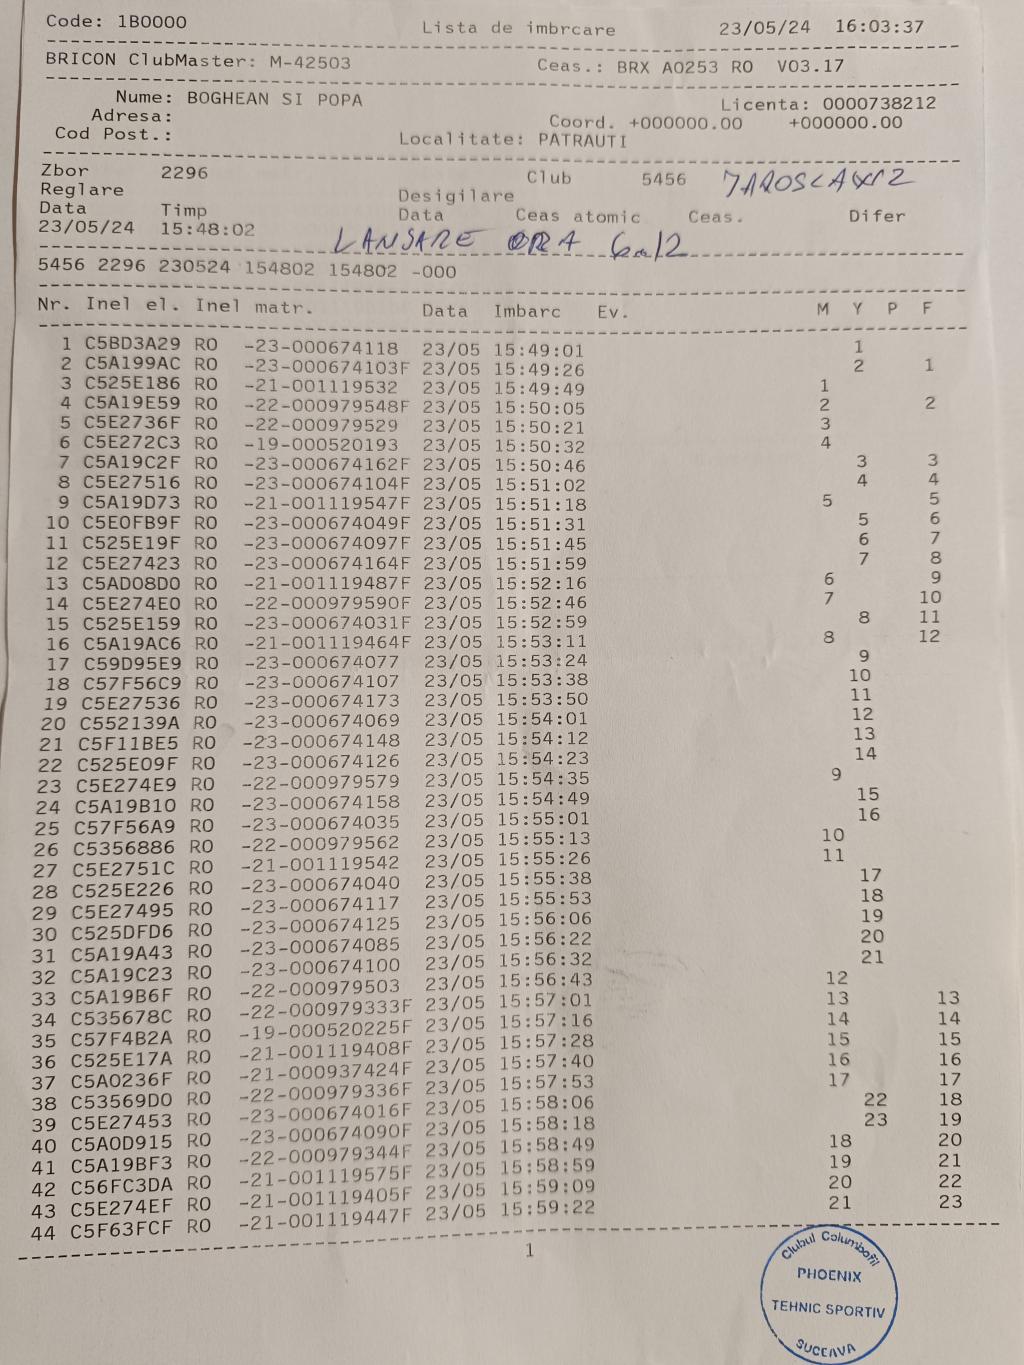 Code: 1B0000 Lista de imbrcare 23/05/24 16:03:37
BRICON ClubMaster: M-42503 Ceas.: BRX A0253 RO V03.17
Nume: BOGHEAN SI POPA Licenta: 0000738212
Adresa: Coord. +000000.00 +000000.00
Cod Post.: Localitate: PATRAUTI
Zbor 2296 Club 5456 JAROSLAW 2
Reglare Desigilare
Data Timp Data Ceas atomic Ceas. Difer
23/05/24 15:48:02 LANSARE ORA 6.12
5456 2296 230524 154802 154802 -000
Nr. Inel el. Inel matr. Data Imbarc Ev. M Y P F
1 C5BD3A29 RO -23-000674118 23/05 15:49:01 1
2 C5A199AC RO -23-000674103F 23/05 15:49:26 2 1
3 C525E186 RO -21-001119532 23/05 15:49:49 1
4 C5A19E59 RO -22-000979548F 23/05 15:50:05 2 2
5 C5E2736F RO -22-000979529 23/05 15:50:21 3
6 C5E272C3 RO -19-000520193 23/05 15:50:32 4
7 C5A19C2F RO -23-000674162F 23/05 15:50:46 3 3
8 C5E27516 RO -23-000674104F 23/05 15:51:02 4 4
9 C5A19D73 RO -21-001119547F 23/05 15:51:18 5 5
10 C5E0FB9F RO -23-000674049F 23/05 15:51:31 5 6
11 C525E19F RO -23-000674097F 23/05 15:51:45 6 7
12 C5E27423 RO -23-000674164F 23/05 15:51:59 7 8
13 C5AD08D0 RO -21-001119487F 23/05 15:52:16 6 9
14 C5E274E0 RO -22-000979590F 23/05 15:52:46 7 10
15 C525E159 RO -23-000674031F 23/05 15:52:59 8 11
16 C5A19AC6 RO -21-001119464F 23/05 15:53:11 8 12
17 C59D95E9 RO -23-000674077 23/05 15:53:24 9
18 C57F56C9 RO -23-000674107 23/05 15:53:38 10
19 C5E27536 RO -23-000674173 23/05 15:53:50 11
20 C552139A RO -23-000674069 23/05 15:54:01 12
21 C5F11BE5 RO -23-000674148 23/05 15:54:12 13
22 C525E09F RO -23-000674126 23/05 15:54:23 14
23 C5E274E9 RO -22-000979579 23/05 15:54:35 9
24 C5A19B10 RO -23-000674158 23/05 15:54:49 15
25 C57F56A9 RO -23-000674035 23/05 15:55:01 16
26 C5356886 RO -22-000979562 23/05 15:55:13 10
27 C5E2751C RO -21-001119542 23/05 15:55:26 11
28 C525E226 RO -23-000674040 23/05 15:55:38 17
29 C5E27495 RO -23-000674117 23/05 15:55:53 18
30 C525DFD6 RO -23-000674125 23/05 15:56:06 19
31 C5A19A43 RO -23-000674085 23/05 15:56:22 20
32 C5A19C23 RO -23-000674100 23/05 15:56:32 21
33 C5A19B6F RO -22-000979503 23/05 15:56:43 12
34 C535678C RO -22-000979333F 23/05 15:57:01 13 13
35 C57F4B2A RO -19-000520225F 23/05 15:57:16 14 14
36 C525E17A RO -21-001119408F 23/05 15:57:28 15 15
37 C5A0236F RO -21-000937424F 23/05 15:57:40 16 16
38 C53569D0 RO -22-000979336F 23/05 15:57:53 17 17
39 C5E27453 RO -23-000674016F 23/05 15:58:06 22 18
40 C5A0D915 RO -23-000674090F 23/05 15:58:18 23 19
41 C5A19BF3 RO -22-000979344F 23/05 15:58:49 18 20
42 C56FC3DA RO -21-001119575F 23/05 15:58:59 19 21
43 C5E274EF RO -21-001119405F 23/05 15:59:09 20 22
44 C5F63FCF RO -21-001119447F 23/05 15:59:22 21 23
1
Clubul Columbofil
PHOENIX
TEHNIC SPORTIV
SUCEAVA